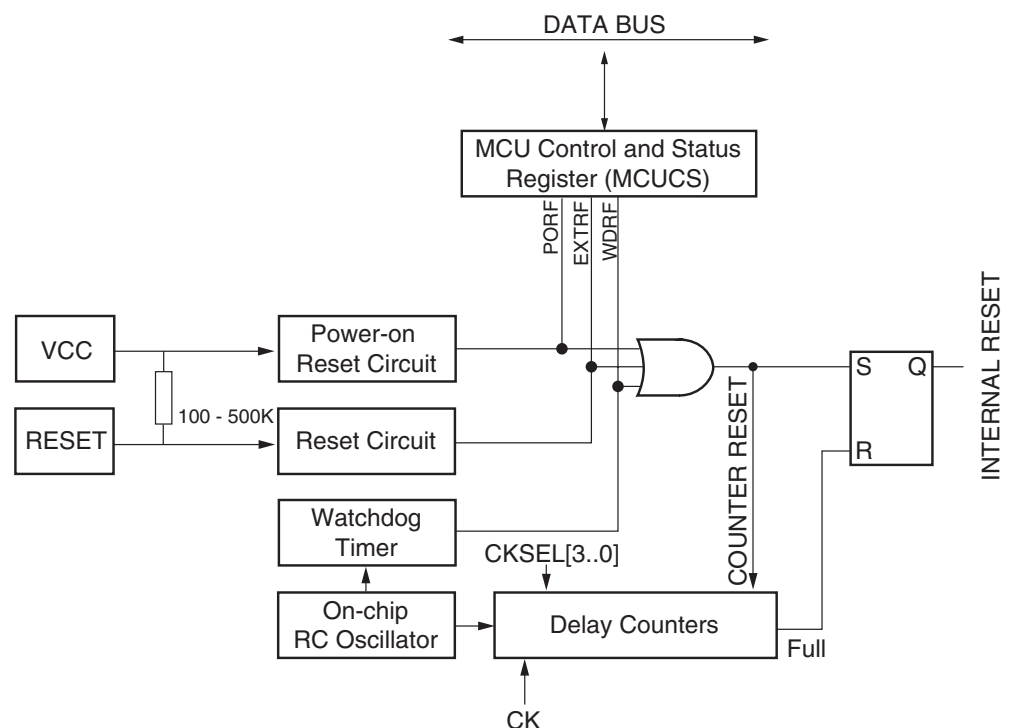 DATA BUS
MCU Control and Status
Register (MCUCS)
PORF
EXTRF
WDRF
VCC
Power-on
Reset Circuit
S
Q
INTERNAL RESET
100 - 500K
RESET
Reset Circuit
R
COUNTER RESET
Watchdog
Timer
CKSEL[3..0]
On-chip
RC Oscillator
Delay Counters
Full
CK